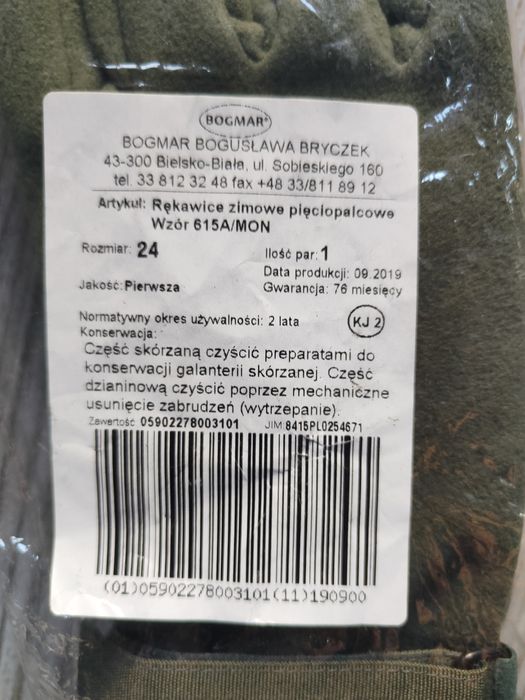 BOGMAR®
BOGMAR BOGUSŁAWA BRYCZEK
43-300 Bielsko-Biała, ul. Sobieskiego 160
tel. 33 812 32 48 fax +48 33/811 89 12
Artykuł: Rękawice zimowe pięciopalcowe
Wzór 615A/MON
Rozmiar: 24
Ilość par: 1
Data produkcji: 09.2019
Jakość: Pierwsza
Gwarancja: 76 miesięcy
Normatywny okres używalności: 2 lata
KJ 2
Konserwacja:
Część skórzaną czyścić preparatami do
konserwacji galanterii skórzanej. Część
dzianinową czyścić poprzez mechaniczne
usunięcie zabrudzeń (wytrzepanie).
Zawartość: 05902278003101 JIM: 8415PL0254671
(01)05902278003101(11)190900